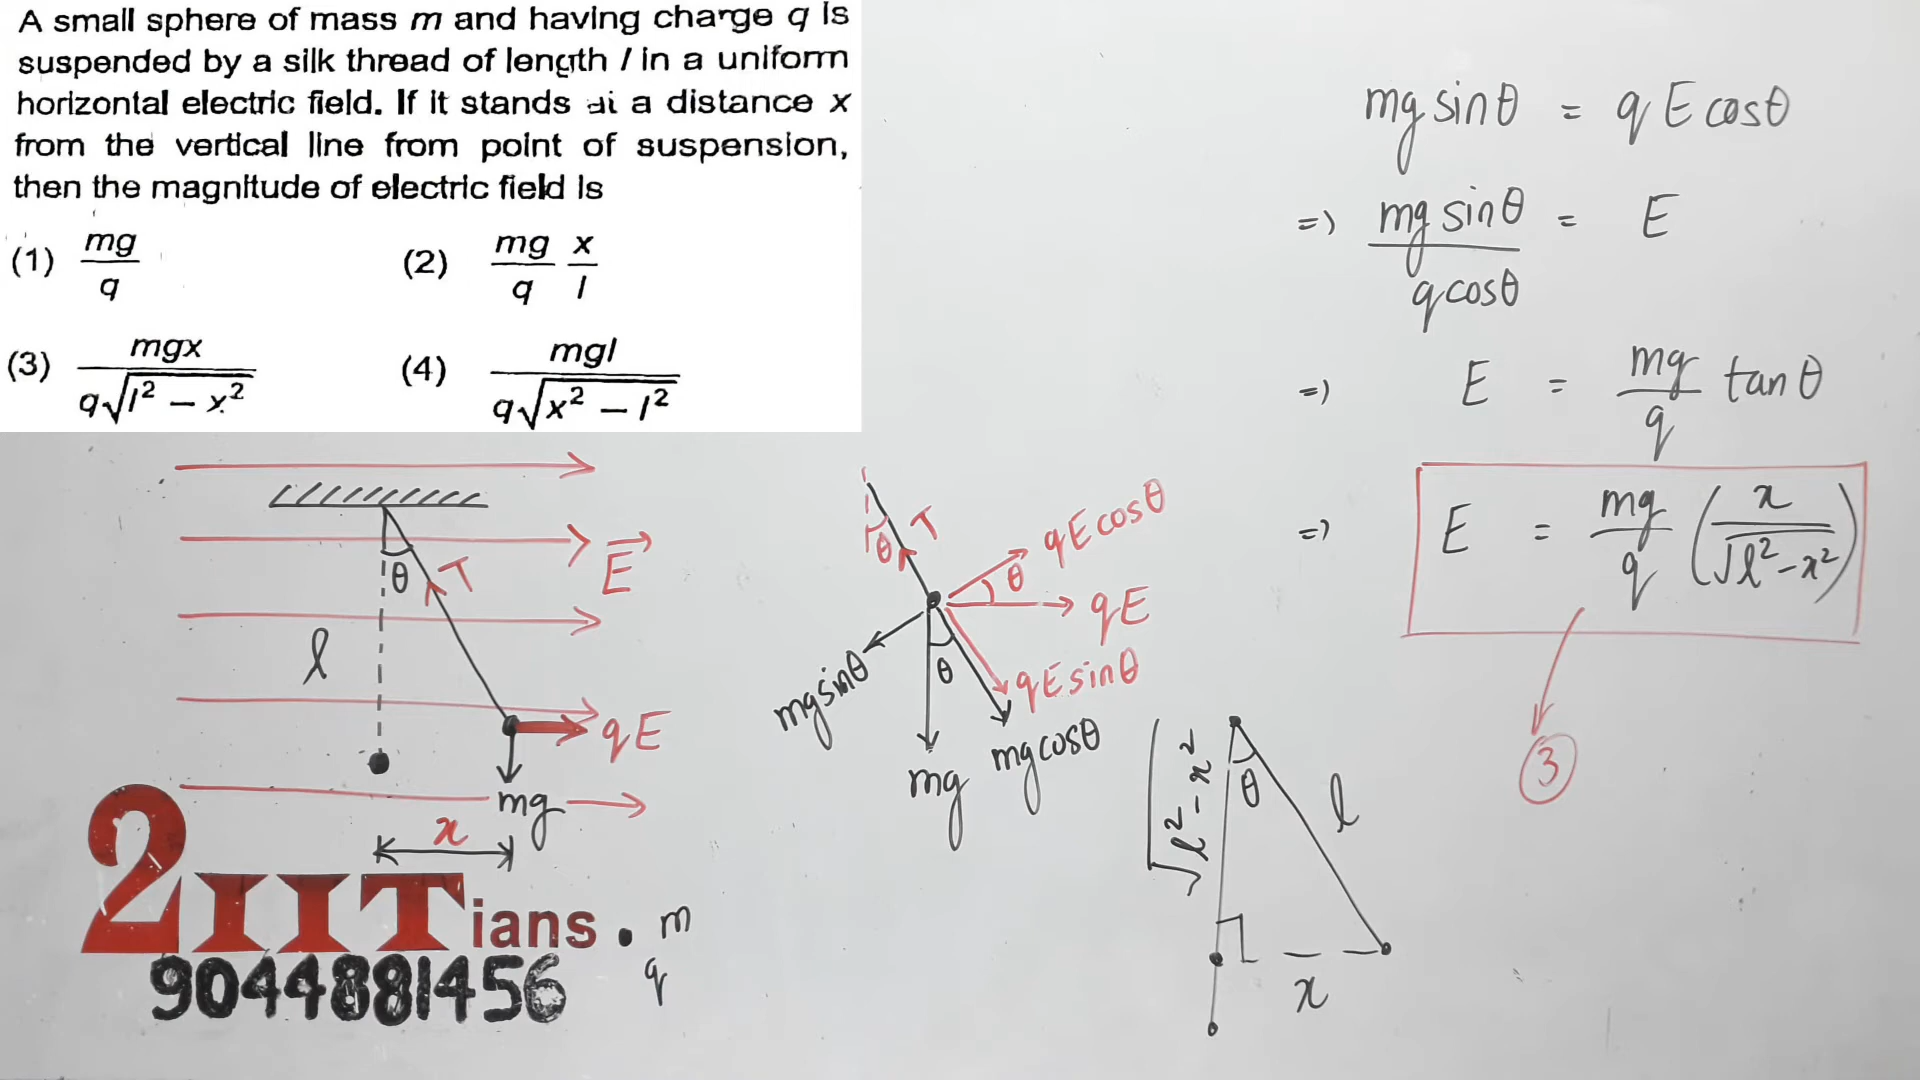 A small sphere of mass m and having charge q is
suspended by a silk thread of length l in a uniform
horizontal electric field. If it stands at a distance x
from the vertical line from point of suspension,
then the magnitude of electric field is
(1) mg/q
(2) mg/q x/l
(3) mgx/q√l² – x²
(4) mgl/q√x² – l²
θ
T
E
l
qE
mg
x
2IITians.
9044881456
m
q
θ
T
qE cosθ
θ
qE
mg sinθ
θ
qE sinθ
mg
mg cosθ
√l²-x²
θ
l
x
mg sinθ = qE cosθ
=> mg sinθ/q cosθ = E
=> E = mg/q tan θ
=> E = mg/q (x/√l²-x²)
3